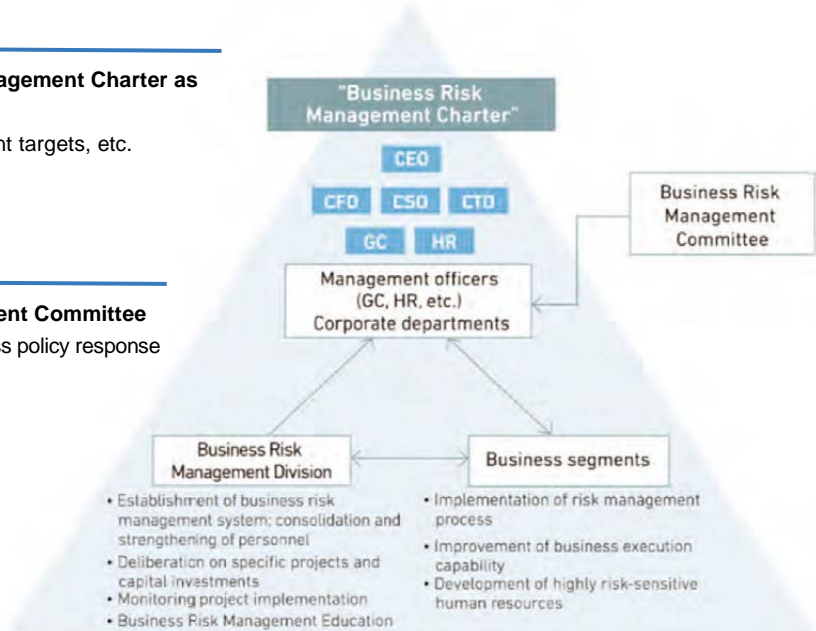 agement Charter as
nt targets, etc.
ent Committee
ss policy response
"Business Risk
Management Charter"
CEO
CFO CSO CTO
GC HR
Business Risk
Management
Committee
Management officers
(GC, HR, etc.)
Corporate departments
Business Risk
Management Division
• Establishment of business risk
management system; consolidation and
strengthening of personnel
• Deliberation on specific projects and
capital investments
• Monitoring project implementation
• Business Risk Management Education
Business segments
• Implementation of risk management
process
• Improvement of business execution
capability
• Development of highly risk-sensitive
human resources